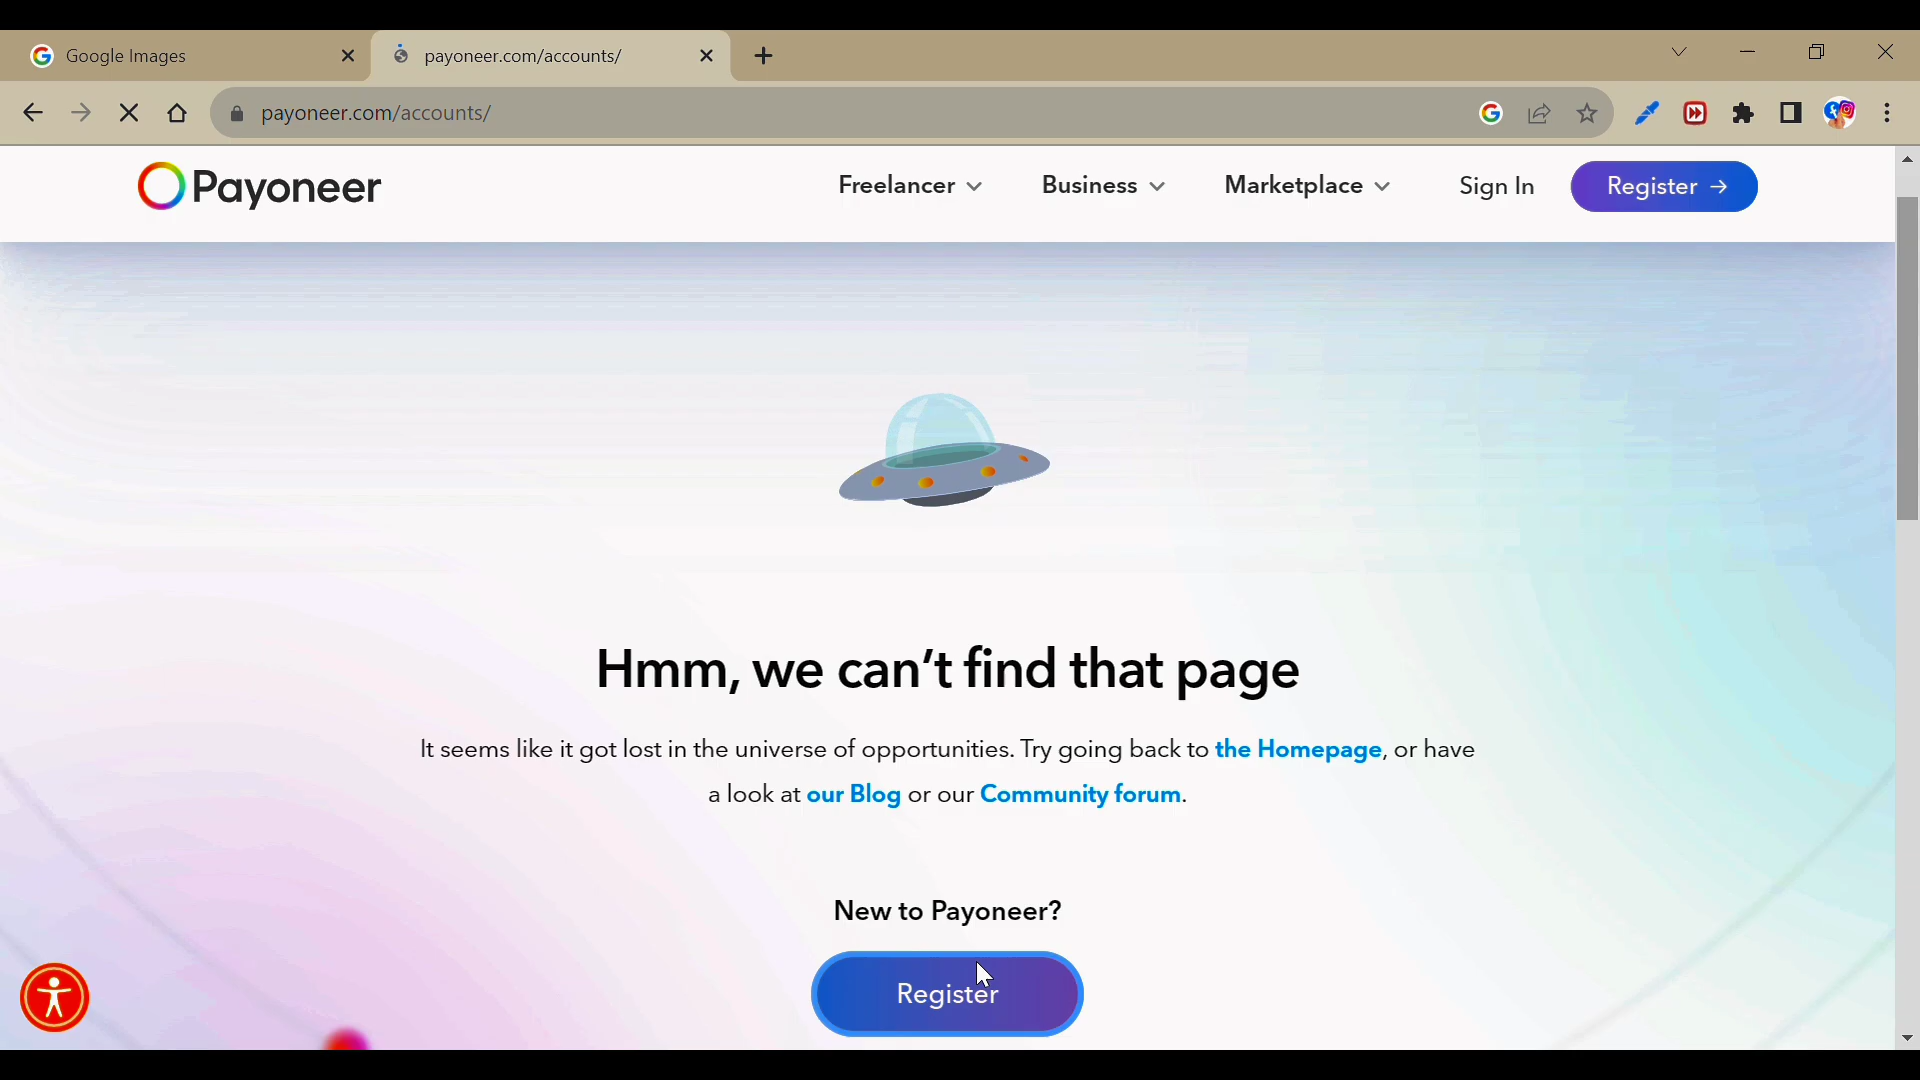 Google Images
payoneer.com/accounts/
payoneer.com/accounts/
Payoneer
Freelancer
Business
Marketplace
Sign In
Register →
Hmm, we can’t find that page
It seems like it got lost in the universe of opportunities. Try going back to the Homepage, or have
a look at our Blog or our Community forum.
New to Payoneer?
Register